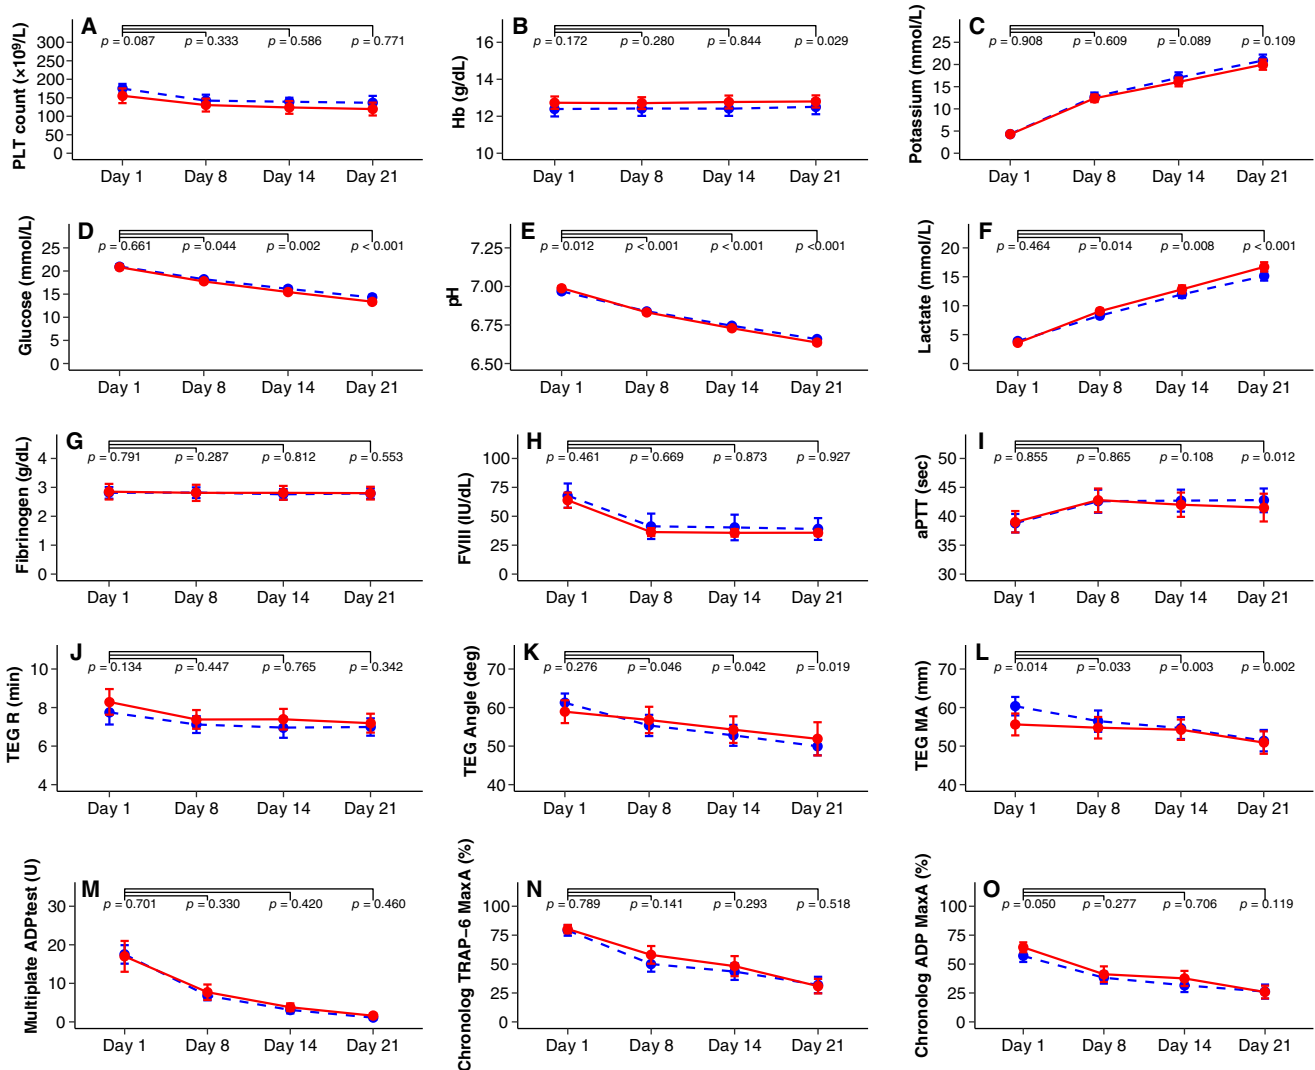 A
PLT count (×10⁹/L)
300
250
200
150
100
50
0
p = 0.087 p = 0.333 p = 0.586 p = 0.771
Day 1 Day 8 Day 14 Day 21
B
Hb (g/dL)
16
14
12
10
p = 0.172 p = 0.280 p = 0.844 p = 0.029
Day 1 Day 8 Day 14 Day 21
C
Potassium (mmol/L)
25
20
15
10
5
0
p = 0.908 p = 0.609 p = 0.089 p = 0.109
Day 1 Day 8 Day 14 Day 21
D
Glucose (mmol/L)
25
20
15
10
5
0
p = 0.661 p = 0.044 p = 0.002 p < 0.001
Day 1 Day 8 Day 14 Day 21
E
pH
7.25
7.00
6.75
6.50
p = 0.012 p < 0.001 p < 0.001 p <0.001
Day 1 Day 8 Day 14 Day 21
F
Lactate (mmol/L)
20
15
10
5
0
p = 0.464 p = 0.014 p = 0.008 p < 0.001
Day 1 Day 8 Day 14 Day 21
G
Fibrinogen (g/dL)
4
3
2
1
0
p = 0.791 p = 0.287 p = 0.812 p = 0.553
Day 1 Day 8 Day 14 Day 21
H
FVIII (IU/dL)
100
75
50
25
0
p = 0.461 p = 0.669 p = 0.873 p = 0.927
Day 1 Day 8 Day 14 Day 21
I
aPTT (sec)
50
45
40
35
30
p = 0.855 p = 0.865 p = 0.108 p = 0.012
Day 1 Day 8 Day 14 Day 21
J
TEG R (min)
10
8
6
4
p = 0.134 p = 0.447 p = 0.765 p = 0.342
Day 1 Day 8 Day 14 Day 21
K
TEG Angle (deg)
70
60
50
40
p = 0.276 p = 0.046 p = 0.042 p = 0.019
Day 1 Day 8 Day 14 Day 21
L
TEG MA (mm)
70
60
50
40
p = 0.014 p = 0.033 p = 0.003 p = 0.002
Day 1 Day 8 Day 14 Day 21
M
Multiplate ADPtest (U)
30
20
10
0
p = 0.701 p = 0.330 p = 0.420 p = 0.460
Day 1 Day 8 Day 14 Day 21
N
Chronolog TRAP−6 MaxA (%)
100
75
50
25
0
p = 0.789 p = 0.141 p = 0.293 p = 0.518
Day 1 Day 8 Day 14 Day 21
O
Chronolog ADP MaxA (%)
100
75
50
25
0
p = 0.050 p = 0.277 p = 0.706 p = 0.119
Day 1 Day 8 Day 14 Day 21